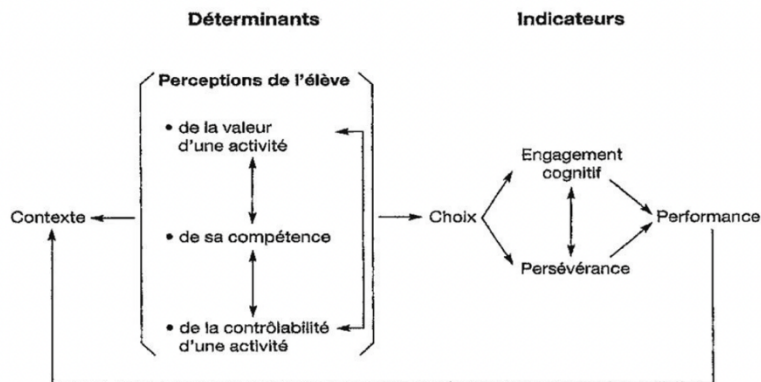 Déterminants
Indicateurs
Perceptions de l'élève
• de la valeur
d'une activité
• de sa compétence
• de la contrôlabilité
d'une activité
Contexte
Choix
Engagement
cognitif
Persévérance
Performance